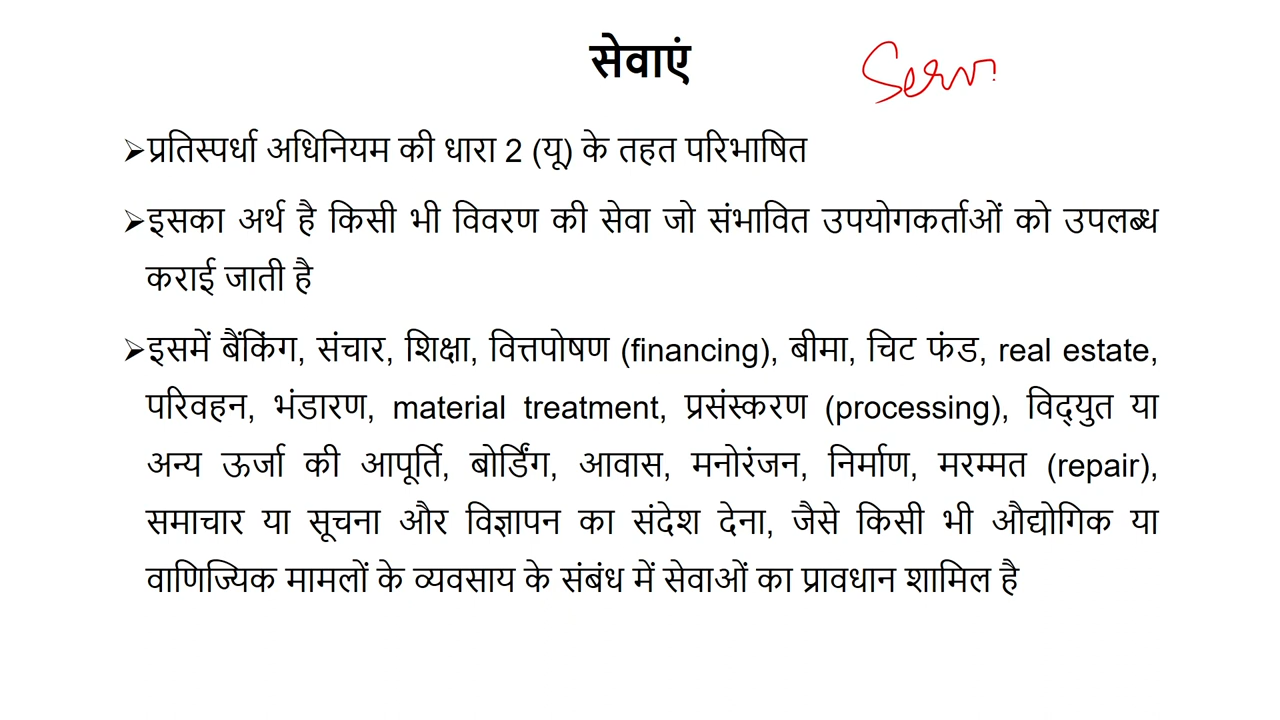 सेवाएं
Serv
➢प्रतिस्पर्धा अधिनियम की धारा 2 (यू) के तहत परिभाषित
➢इसका अर्थ है किसी भी विवरण की सेवा जो संभावित उपयोगकर्ताओं को उपलब्ध
कराई जाती है
➢इसमें बैंकिंग, संचार, शिक्षा, वित्तपोषण (financing), बीमा, चिट फंड, real estate,
परिवहन, भंडारण, material treatment, प्रसंस्करण (processing), विद्युत या
अन्य ऊर्जा की आपूर्ति, बोर्डिंग, आवास, मनोरंजन, निर्माण, मरम्मत (repair),
समाचार या सूचना और विज्ञापन का संदेश देना, जैसे किसी भी औद्योगिक या
वाणिज्यिक मामलों के व्यवसाय के संबंध में सेवाओं का प्रावधान शामिल है